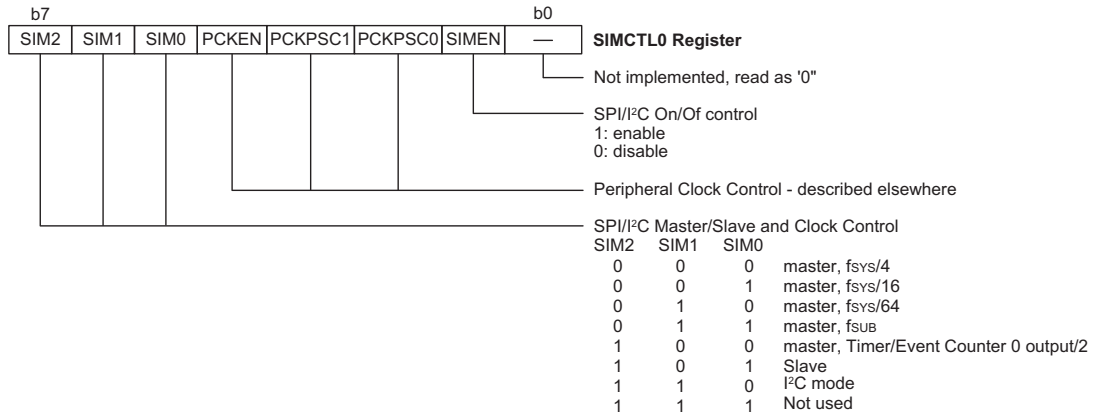 b7 b0
SIM2 SIM1 SIM0 PCKEN PCKPSC1 PCKPSC0 SIMEN — SIMCTL0 Register
Not implemented, read as '0"
SPI/I²C On/Of control
1: enable
0: disable
Peripheral Clock Control - described elsewhere
SPI/I²C Master/Slave and Clock Control
SIM2 SIM1 SIM0
0 0 0 master, fSYS/4
0 0 1 master, fSYS/16
0 1 0 master, fSYS/64
0 1 1 master, fSUB
1 0 0 master, Timer/Event Counter 0 output/2
1 0 1 Slave
1 1 0 I²C mode
1 1 1 Not used